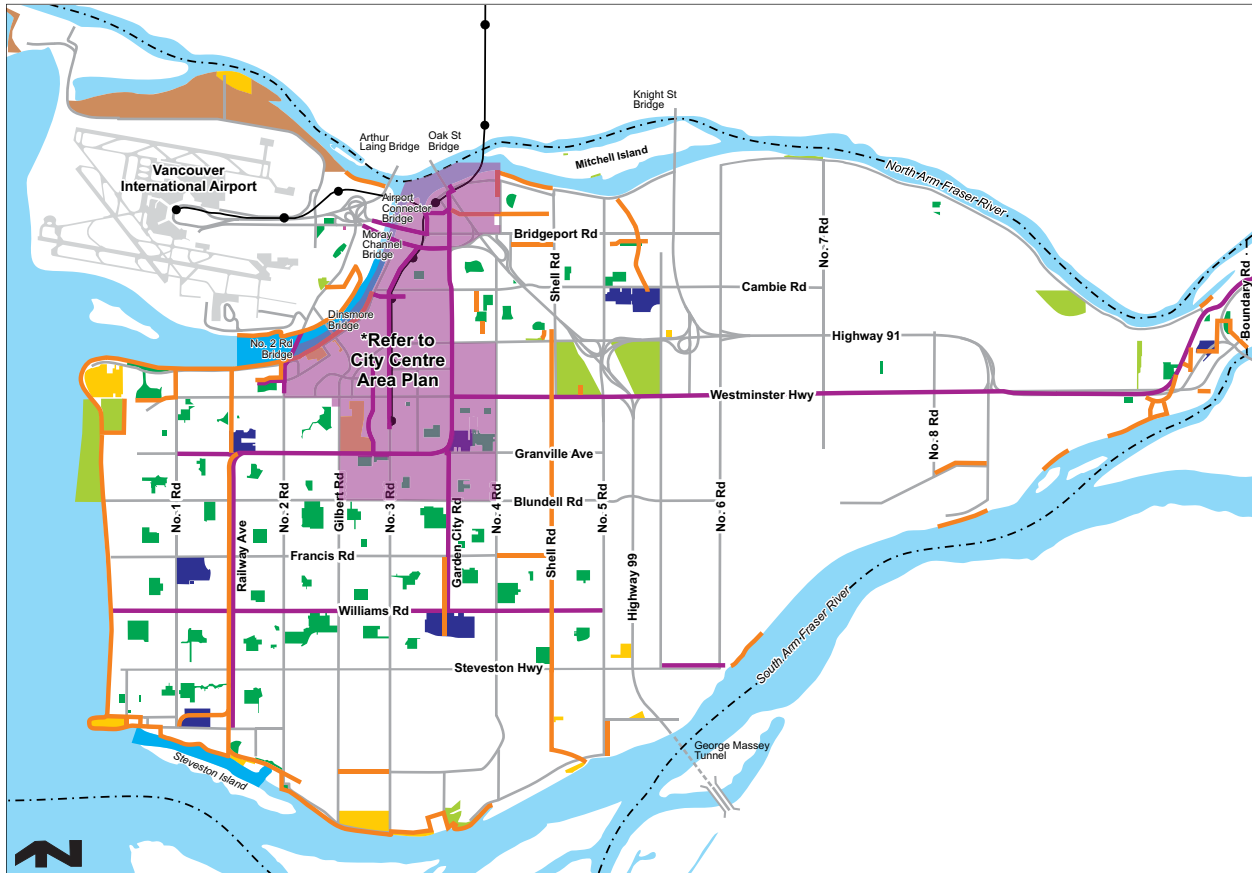 Knight St
Bridge
Arthur
Laing Bridge
Oak St
Bridge
Mitchell Island
Vancouver
International Airport
North Arm Fraser River
Airport
Connector
Bridge
Moray
Channel
Bridge
Bridgeport Rd
No. 7 Rd
Shell Rd
Boundary Rd
Cambie Rd
Dinsmore
Bridge
No. 2 Rd
Bridge
*Refer to
City Centre
Area Plan
Highway 91
Westminster Hwy
No. 8 Rd
Granville Ave
Blundell Rd
No. 1 Rd
Railway Ave
No. 2 Rd
Gilbert Rd
No. 3 Rd
Garden City Rd
No. 4 Rd
Shell Rd
No. 5 Rd
Highway 99
No. 6 Rd
Francis Rd
Williams Rd
Steveston Hwy
South Arm Fraser River
George Massey
Tunnel
Steveston Island
N